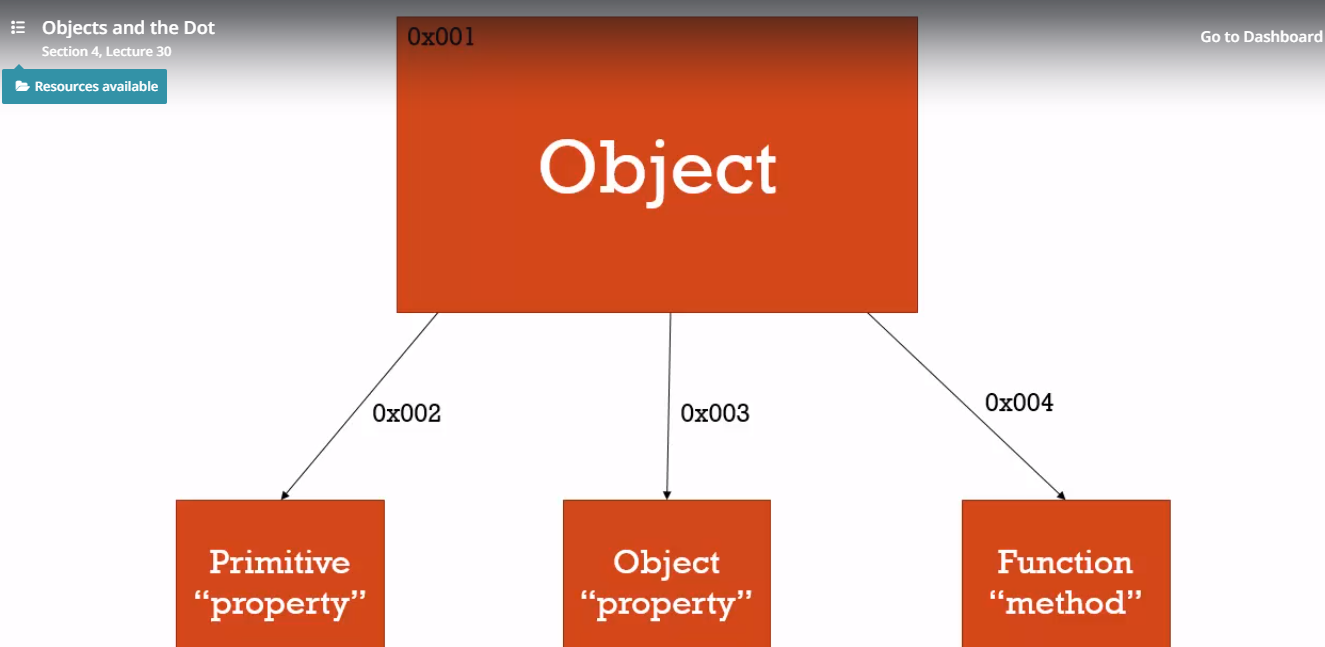 Objects and the Dot
Section 4, Lecture 30
Resources available
Go to Dashboard
0x001
Object
0x002
0x003
0x004
Primitive
“property”
Object
“property”
Function
“method”